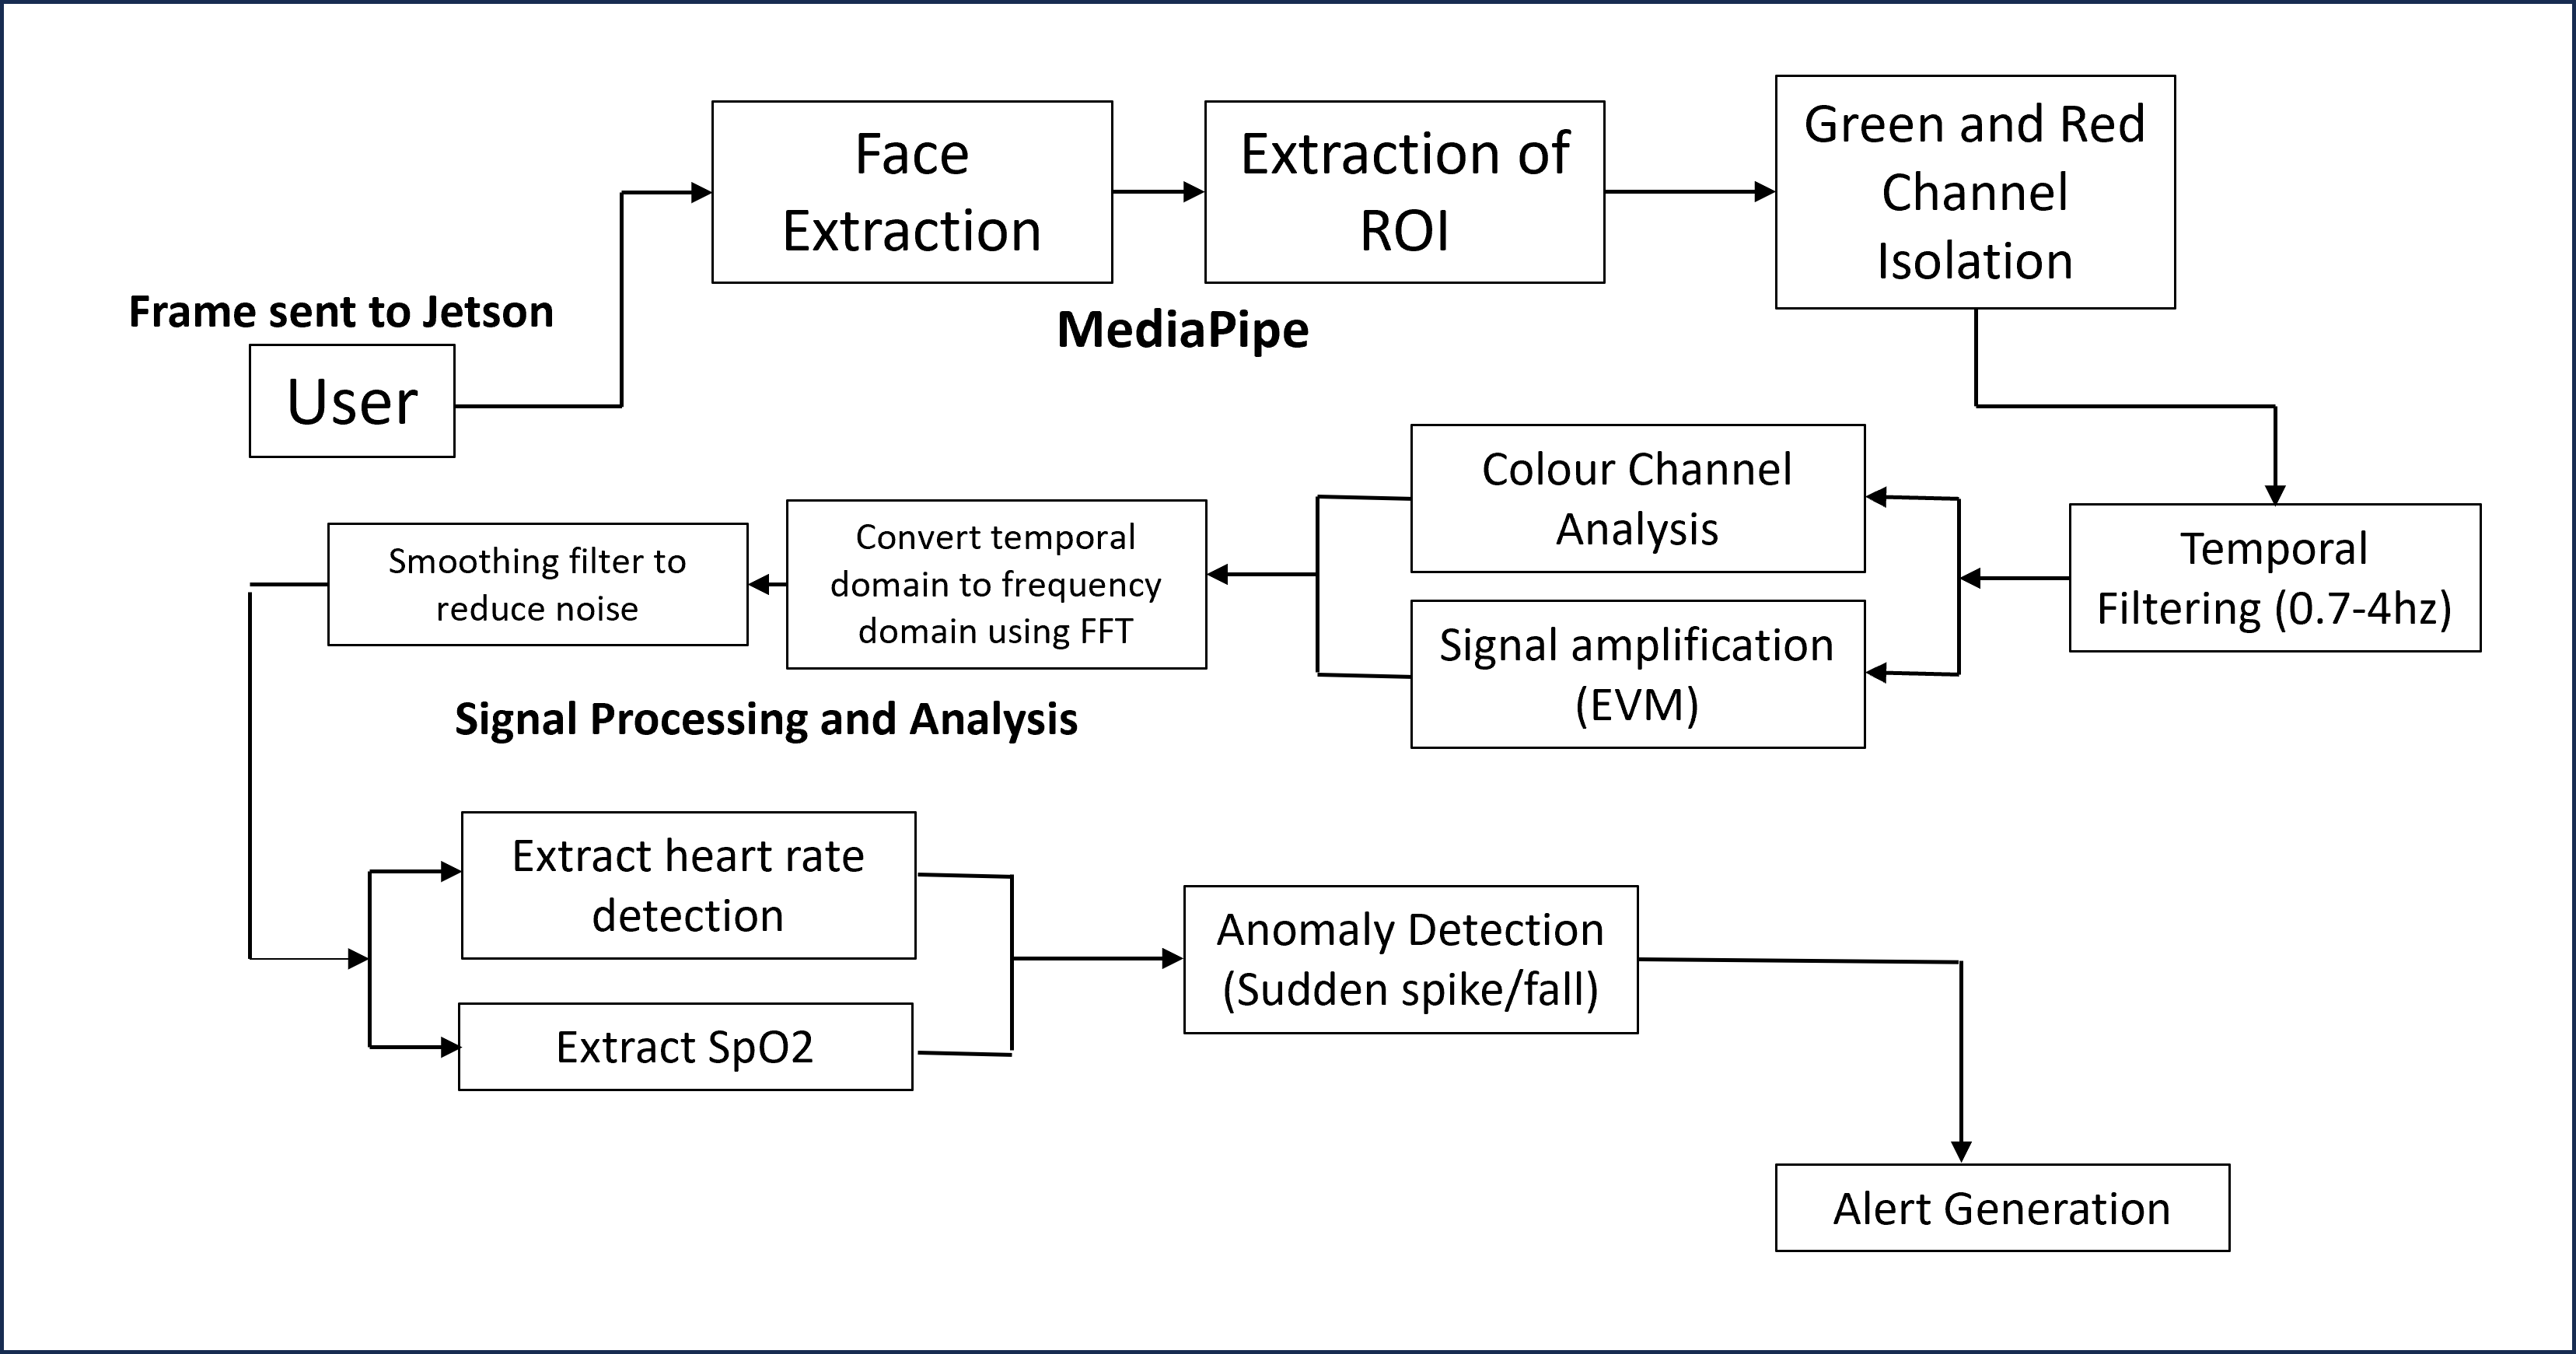 Face
Extraction
Extraction of
ROI
Green and Red
Channel
Isolation
Frame sent to Jetson
User
MediaPipe
Colour Channel
Analysis
Temporal
Filtering (0.7-4hz)
Signal amplification
(EVM)
Convert temporal
domain to frequency
domain using FFT
Smoothing filter to
reduce noise
Signal Processing and Analysis
Extract heart rate
detection
Extract SpO2
Anomaly Detection
(Sudden spike/fall)
Alert Generation